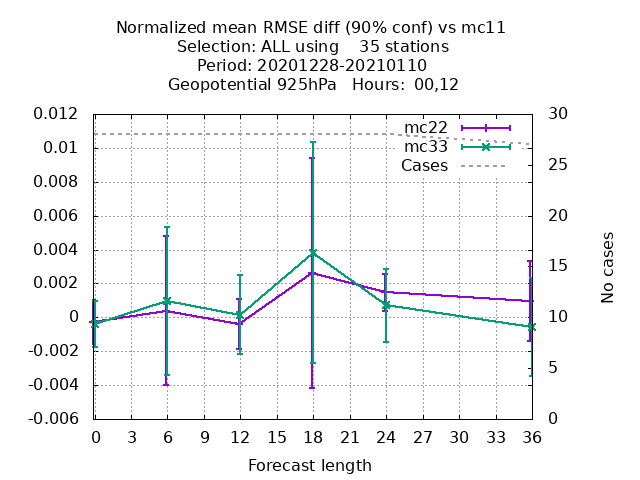 Normalized mean RMSE diff (90% conf) vs mc11
Selection: ALL using    35 stations
Period: 20201228-20210110
Geopotential 925hPa   Hours:  00,12
0.012
0.01
0.008
0.006
0.004
0.002
0
-0.002
-0.004
-0.006
mc22
mc33
Cases
30
25
20
15
10
5
0
No cases
0 3 6 9 12 15 18 21 24 27 30 33 36
Forecast length